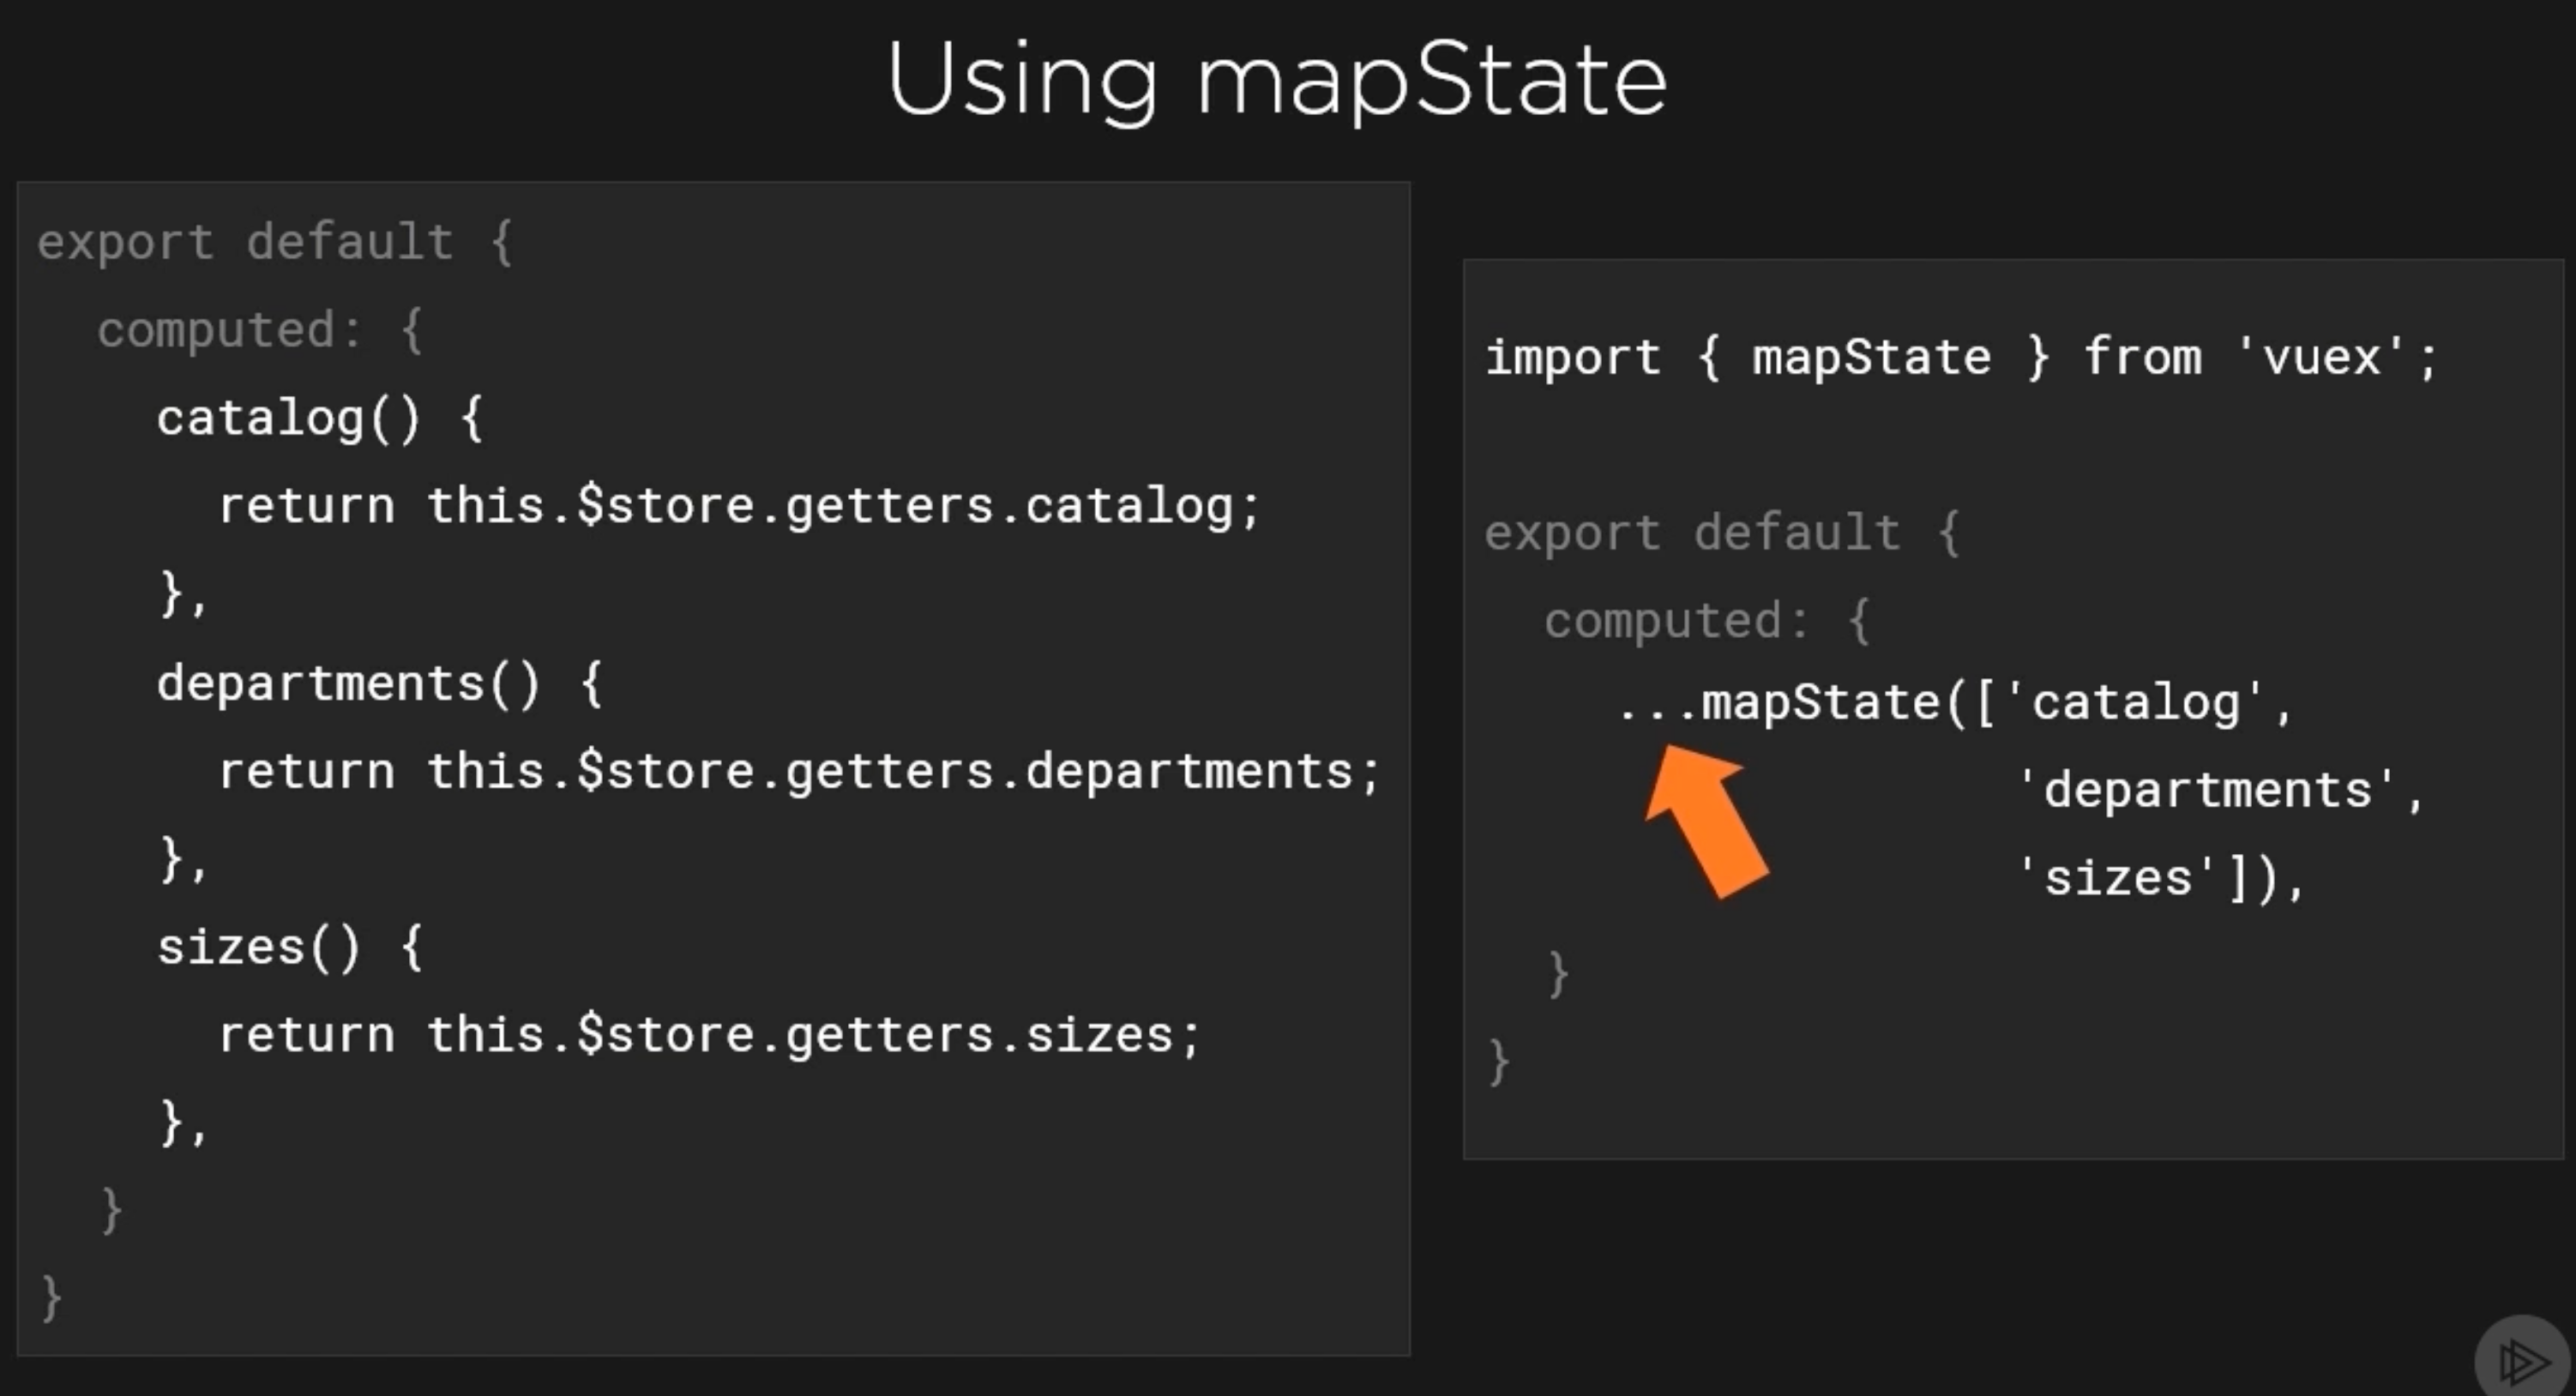 Using mapState
export default {
computed: {
catalog() {
return this.$store.getters.catalog;
},
departments() {
return this.$store.getters.departments;
},
sizes() {
return this.$store.getters.sizes;
},
}
}
import { mapState } from 'vuex';
export default {
computed: {
...mapState(['catalog',
'departments',
'sizes']),
}
}